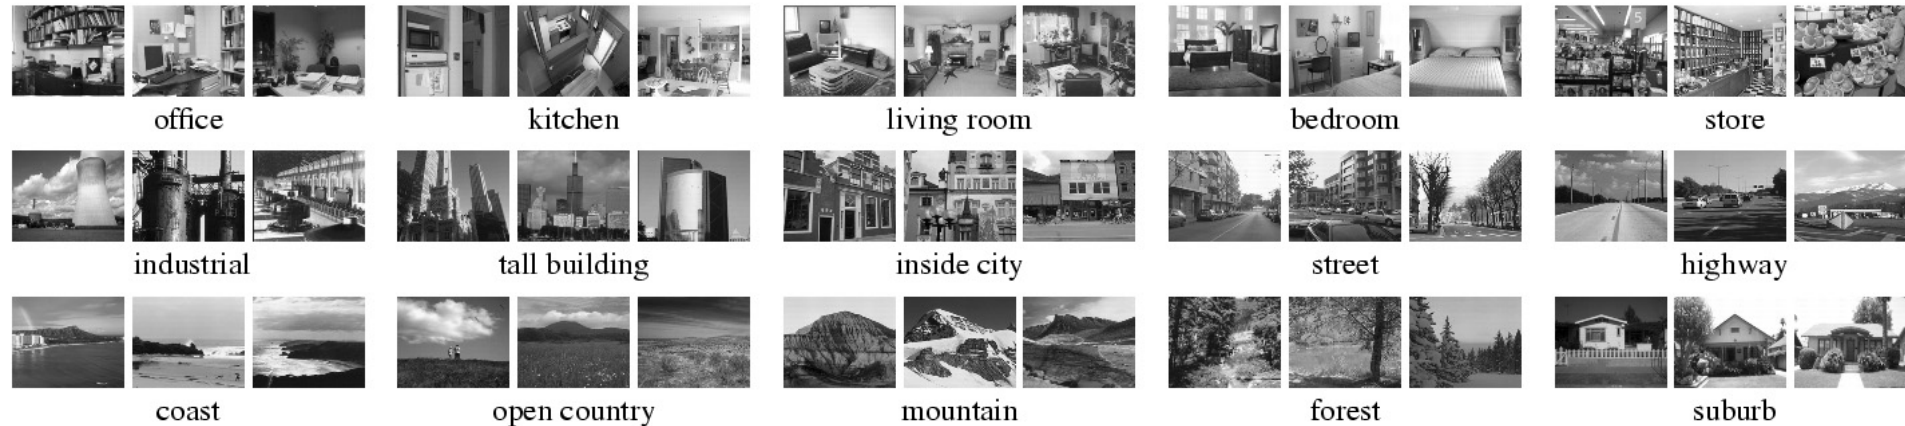 office kitchen living room bedroom store
industrial tall building inside city street highway
coast open country mountain forest suburb
5